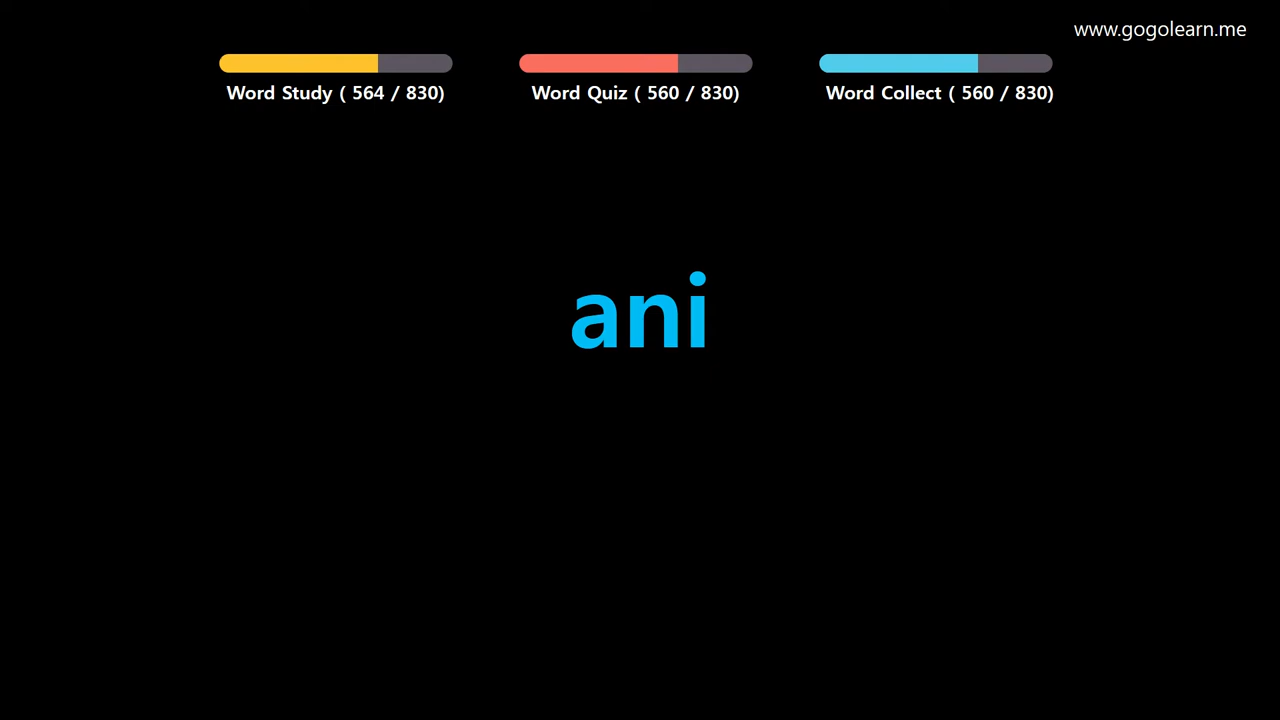 www.gogolearn.me
Word Study ( 564 / 830) Word Quiz ( 560 / 830) Word Collect ( 560 / 830)
ani